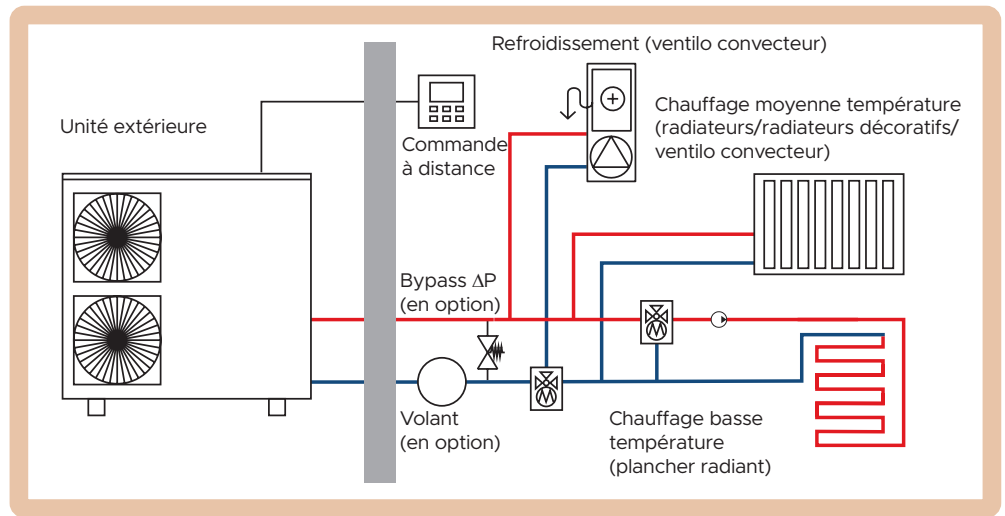 Refroidissement (ventilo convecteur)
Unité extérieure
Commande
à distance
Chauffage moyenne température
(radiateurs/radiateurs décoratifs/
ventilo convecteur)
Bypass ΔP
(en option)
Volant
(en option)
Chauffage basse
température
(plancher radiant)